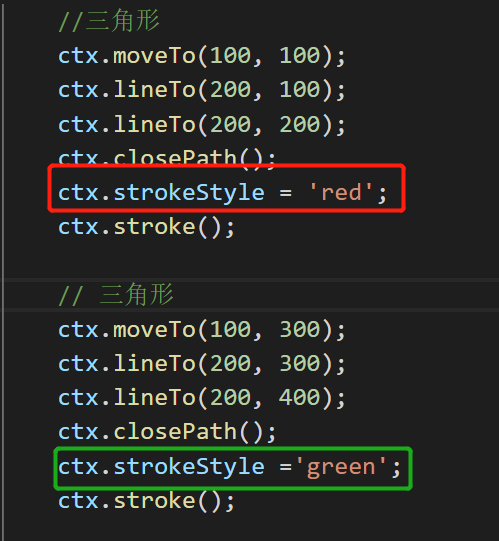 //三角形
ctx.moveTo(100, 100);
ctx.lineTo(200, 100);
ctx.lineTo(200, 200);
ctx.closePath();
ctx.strokeStyle = 'red';
ctx.stroke();
// 三角形
ctx.moveTo(100, 300);
ctx.lineTo(200, 300);
ctx.lineTo(200, 400);
ctx.closePath();
ctx.strokeStyle ='green';
ctx.stroke();